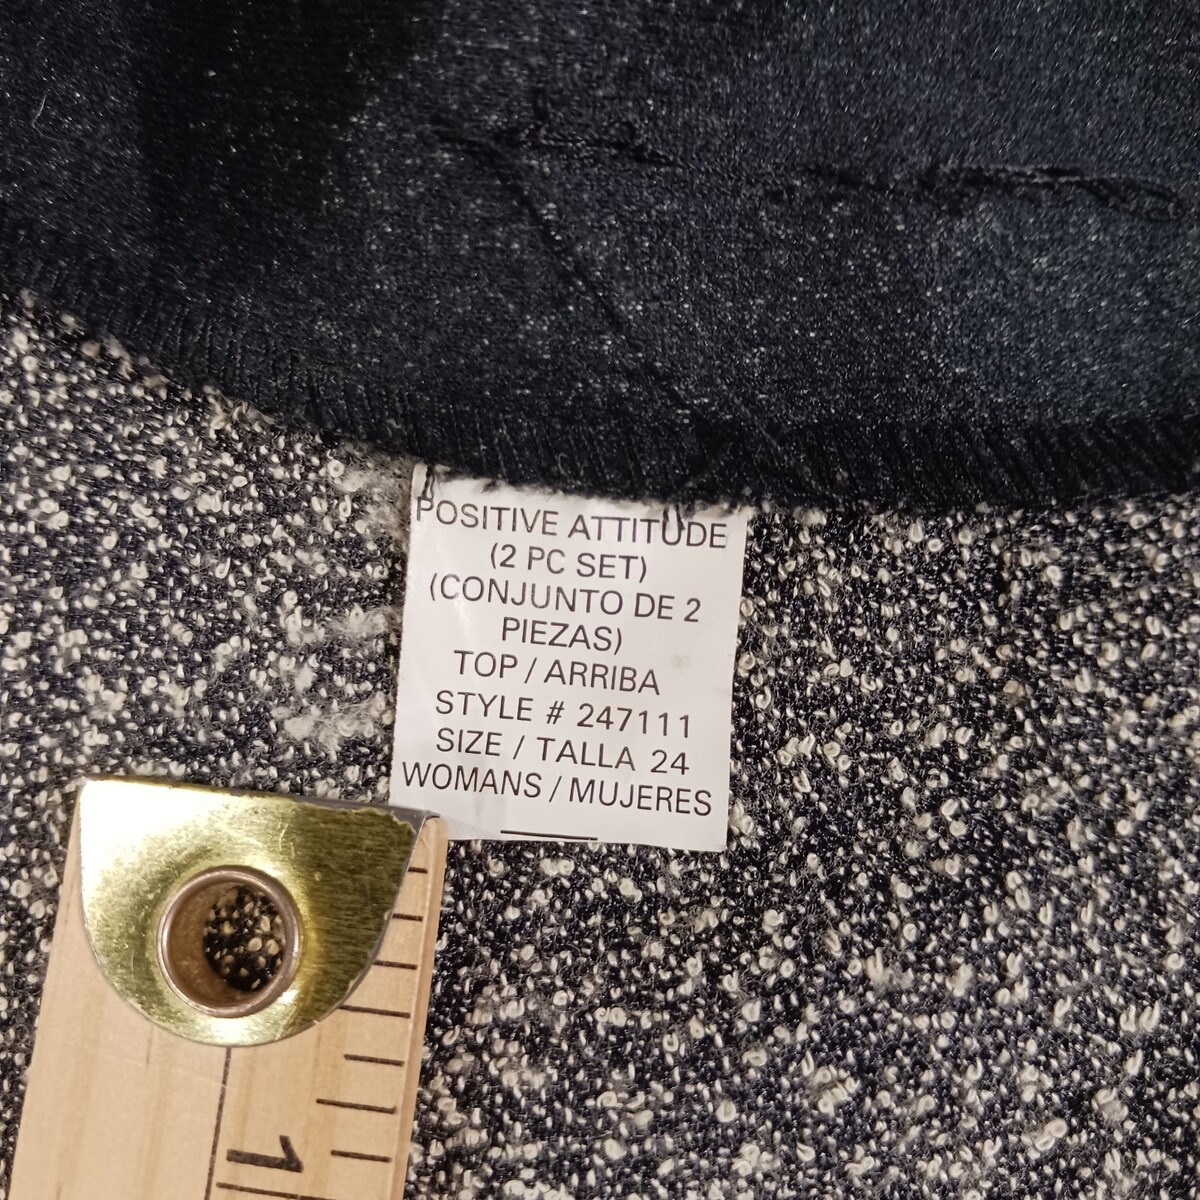 POSITIVE ATTITUDE
(2 PC SET)
(CONJUNTO DE 2
PIEZAS)
TOP / ARRIBA
STYLE # 247111
SIZE / TALLA 24
WOMANS / MUJERES
1